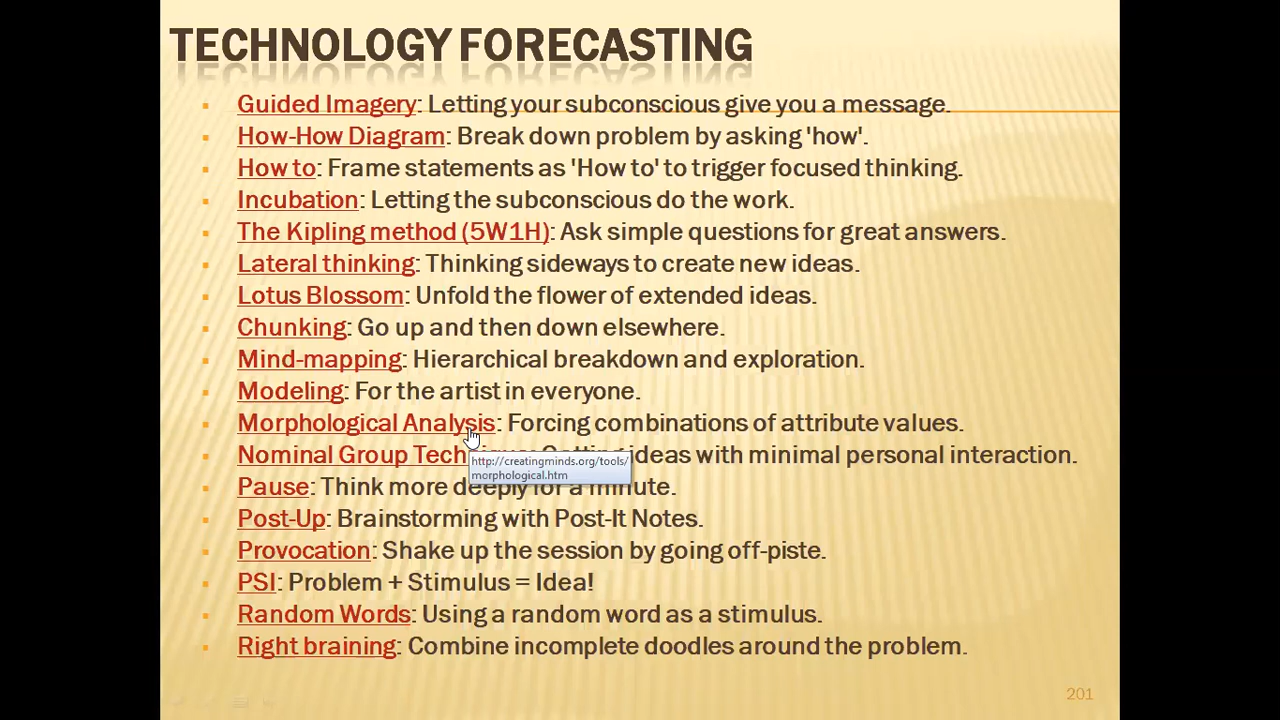 TECHNOLOGY FORECASTING
Guided Imagery: Letting your subconscious give you a message.
How-How Diagram: Break down problem by asking 'how'.
How to: Frame statements as 'How to' to trigger focused thinking.
Incubation: Letting the subconscious do the work.
The Kipling method (5W1H): Ask simple questions for great answers.
Lateral thinking: Thinking sideways to create new ideas.
Lotus Blossom: Unfold the flower of extended ideas.
Chunking: Go up and then down elsewhere.
Mind-mapping: Hierarchical breakdown and exploration.
Modeling: For the artist in everyone.
Morphological Analysis: Forcing combinations of attribute values.
Nominal Group Technique: Getting ideas with minimal personal interaction.
http://creatingminds.org/tools/
morphological.htm
Pause: Think more deeply for a minute.
Post-Up: Brainstorming with Post-It Notes.
Provocation: Shake up the session by going off-piste.
PSI: Problem + Stimulus = Idea!
Random Words: Using a random word as a stimulus.
Right braining: Combine incomplete doodles around the problem.
201